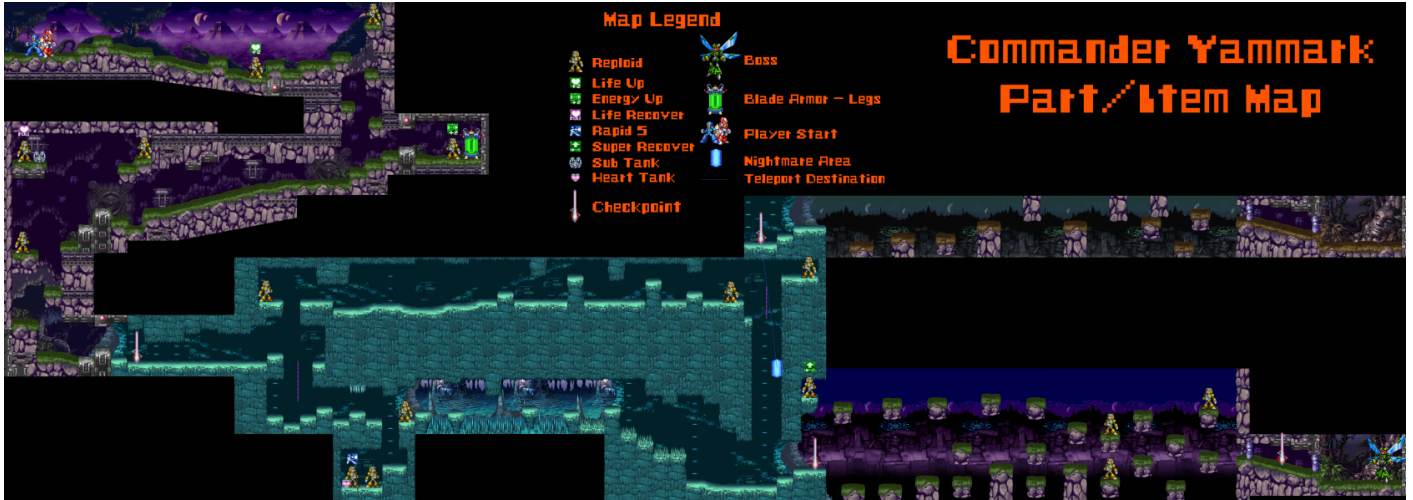 Map Legend
Reploid
Life Up
Energy Up
Life Recover
Rapid 5
Super Recover
Sub Tank
Heart Tank
Checkpoint
Boss
Blade Armor - Legs
Player Start
Nightmare Area
Teleport Destination
Commander Yammark
Part/Item Map